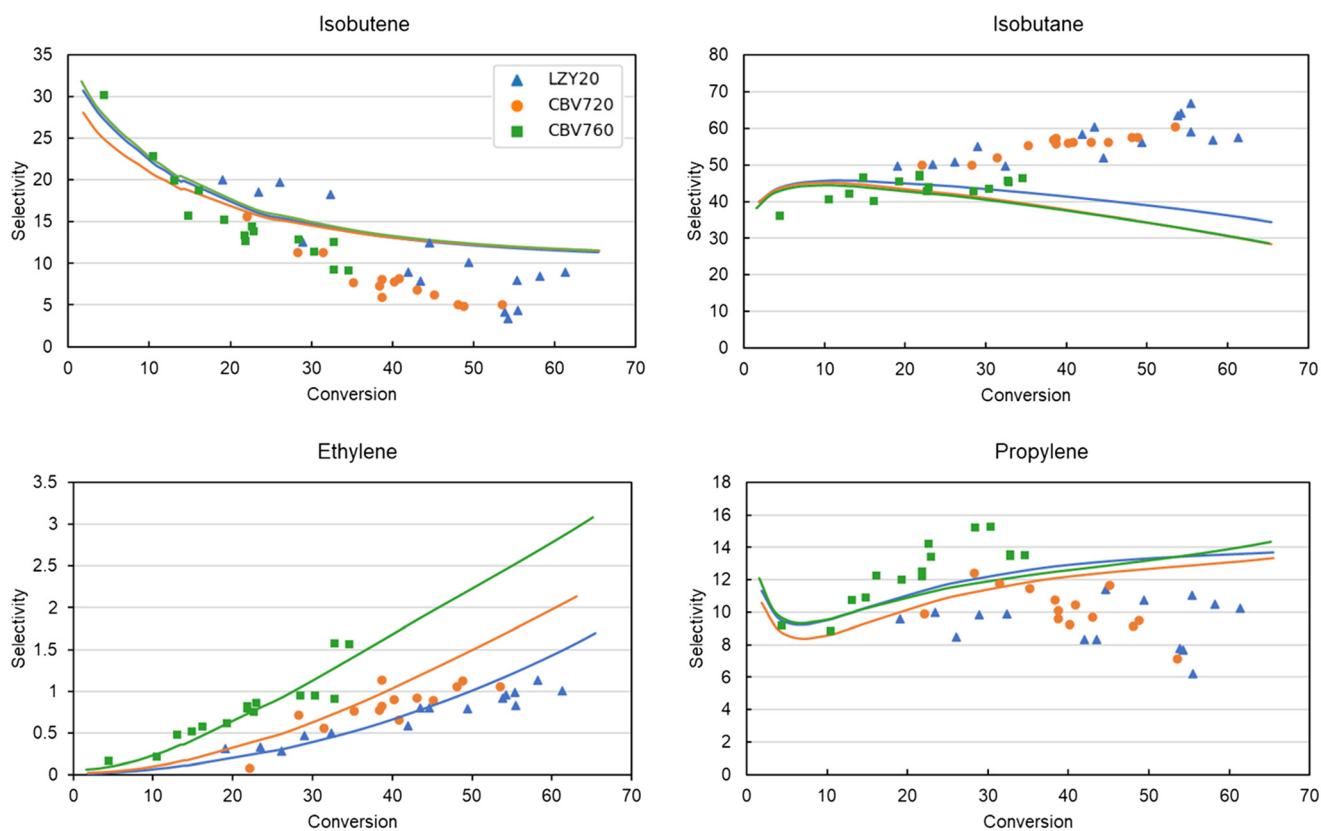 Isobutene
Isobutane
35
30
25
20
15
10
5
0
Selectivity
LZY20
CBV720
CBV760
0 10 20 30 40 50 60 70
Conversion
80
70
60
50
40
30
20
10
0
Selectivity
0 10 20 30 40 50 60 70
Conversion
Ethylene
Propylene
3.5
3
2.5
2
1.5
1
0.5
0
Selectivity
0 10 20 30 40 50 60 70
Conversion
18
16
14
12
10
8
6
4
2
0
Selectivity
0 10 20 30 40 50 60 70
Conversion